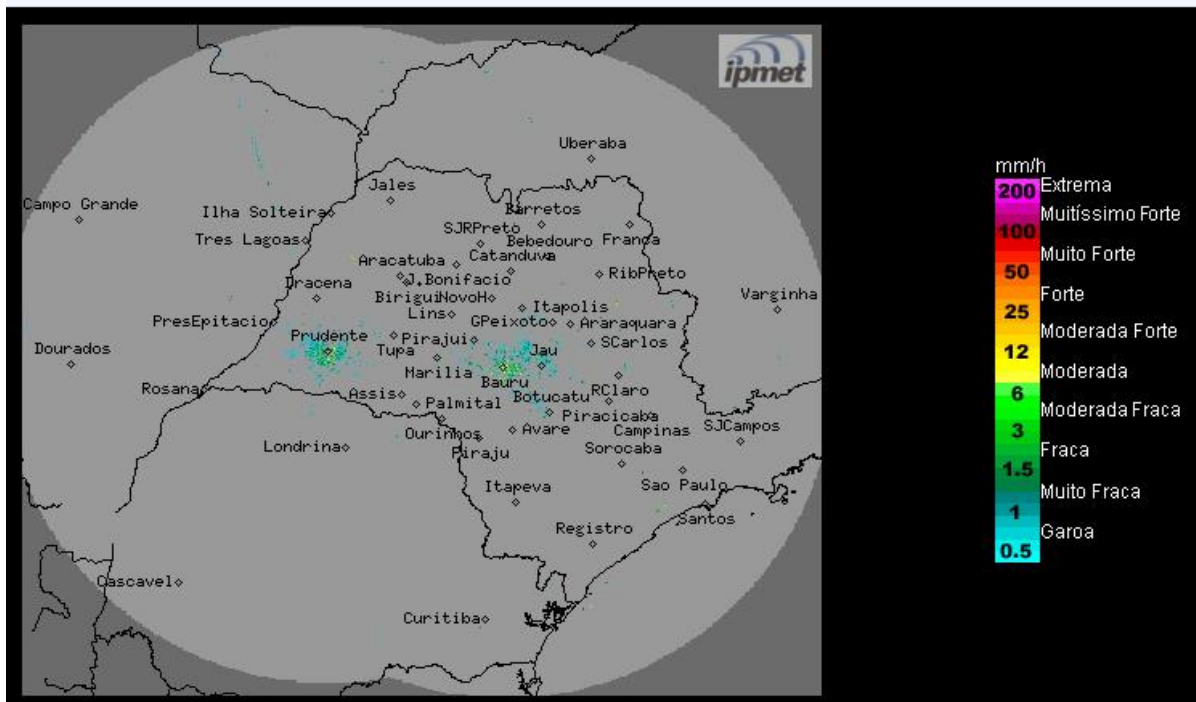 ipmet
Uberaba
Jales
Campo Grande
Ilha Solteira
Barretos
SJRPreto
Franca
Tres Lagoas
Bebedouro
Catanduva
Aracatuba
RibPreto
J.Bonifacio
Dracena
Birigui
NovoH
Itapolis
Varginha
Lins
PresEpitacio
GPeixoto
Araraquara
Prudente
Pirajui
SCarlos
Dourados
Tupa
Jau
Marilia
Bauru
Rosana
Assis
Botucatu
RClaro
Palmital
Piracicaba
Ourinhos
Avare
Campinas
SJCampos
Londrina
Piraju
Sorocaba
Itapeva
Sao Paulo
Santos
Registro
Cascavel
Curitiba
mm/h
200 Extrema
Muitíssimo Forte
100
Muito Forte
50
Forte
25
Moderada Forte
12
Moderada
6
Moderada Fraca
3
Fraca
1.5
Muito Fraca
1
Garoa
0.5